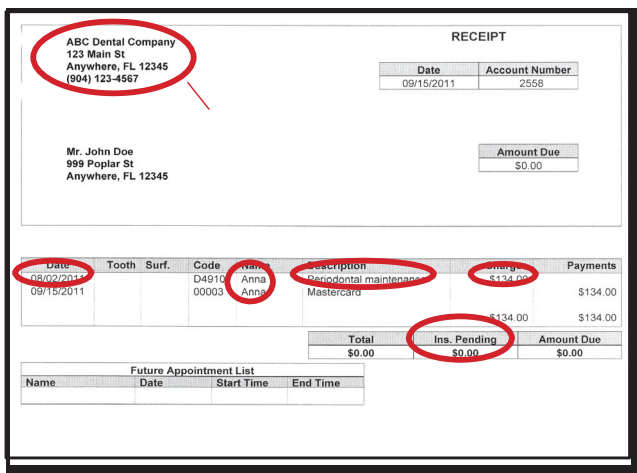 ABC Dental Company
123 Main St
Anywhere, FL 12345
(904) 123-4567
RECEIPT
Date Account Number
09/15/2011 2558
Mr. John Doe
999 Poplar St
Anywhere, FL 12345
Amount Due
$0.00
Date Tooth Surf. Code Name Description Charges Payments
08/02/2011 D4910 Anna Periodontal maintenance $134.00
09/15/2011 00003 Anna Mastercard $134.00
$134.00 $134.00
Total Ins. Pending Amount Due
$0.00 $0.00 $0.00
Future Appointment List
Name Date Start Time End Time